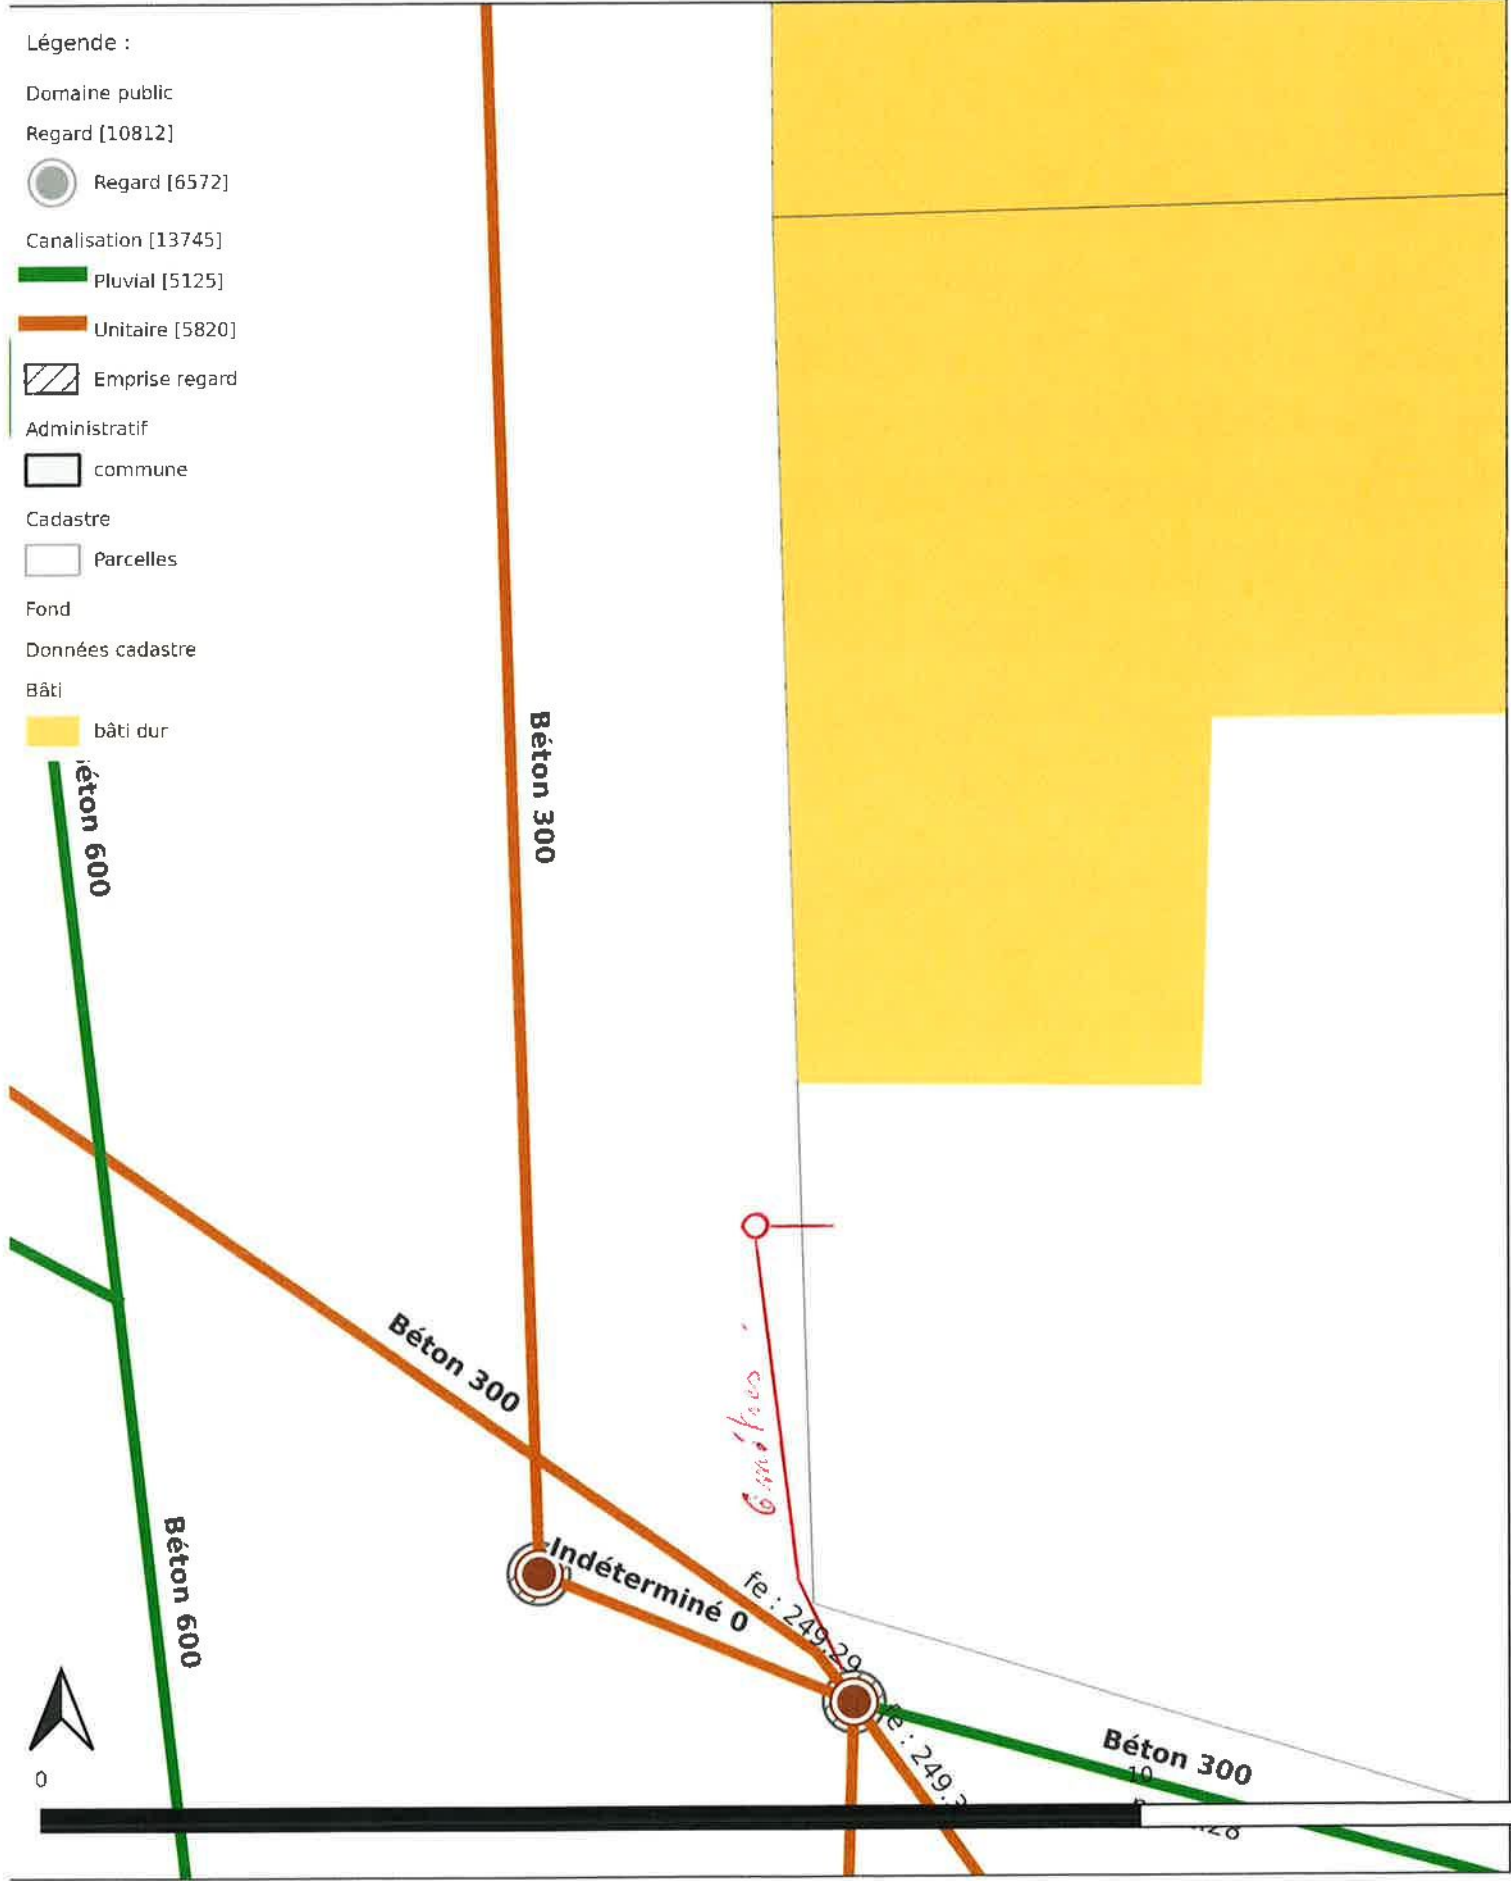 Légende :
Domaine public
Regard [10812]
Regard [6572]
Canalisation [13745]
Pluvial [5125]
Unitaire [5820]
Emprise regard
Administratif
commune
Cadastre
Parcelles
Fond
Données cadastre
Bâti
bâti dur
éton 600
Béton 300
Béton 300
Béton 600
Indéterminé 0
fe : 249.29
fe : 249.
Béton 300
0
10